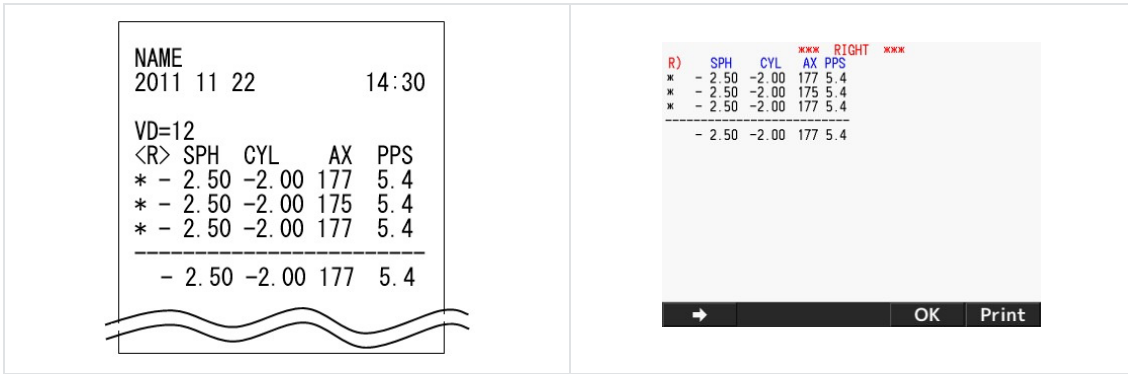 NAME
2011 11 22 14:30
VD=12
<R> SPH CYL AX PPS
* - 2.50 -2.00 177 5.4
* - 2.50 -2.00 175 5.4
* - 2.50 -2.00 177 5.4
-------------------------
- 2.50 -2.00 177 5.4
*** RIGHT ***
R) SPH CYL AX PPS
* - 2.50 -2.00 177 5.4
* - 2.50 -2.00 175 5.4
* - 2.50 -2.00 177 5.4
--------------------------
- 2.50 -2.00 177 5.4
➡ OK Print